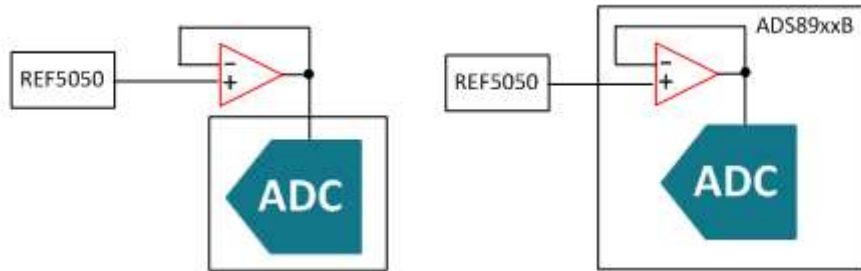 REF5050
-
+
ADC
ADS89xxB
REF5050
-
+
ADC